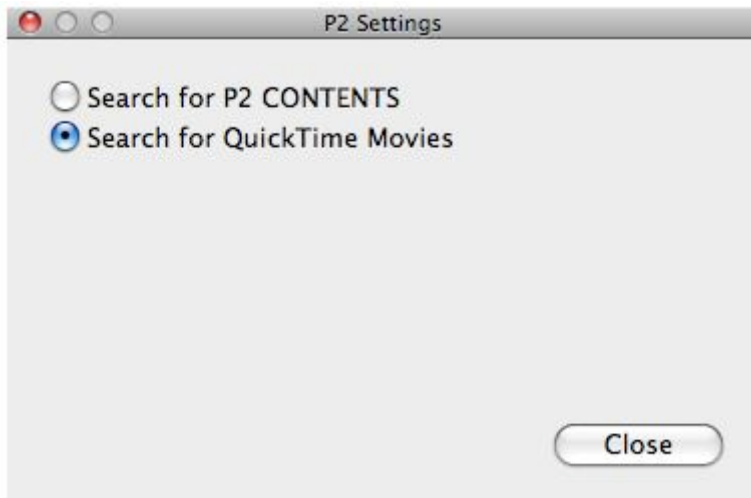 P2 Settings
Search for P2 CONTENTS
Search for QuickTime Movies
Close